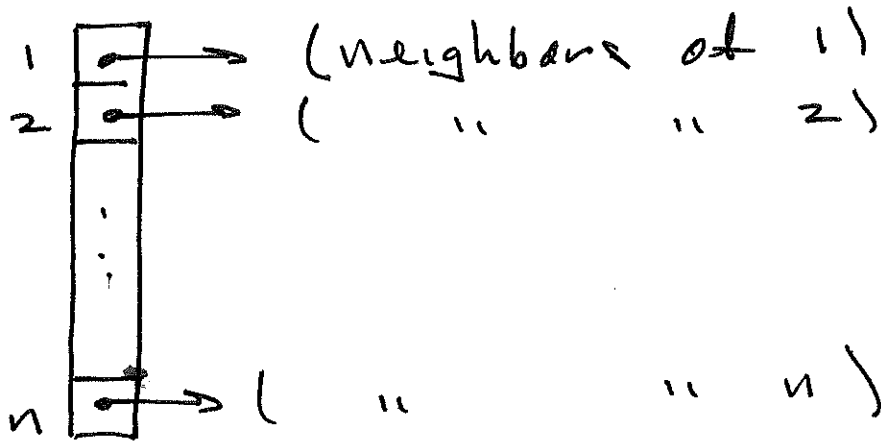 1 (neighbors of 1)
2 ( " " 2)
n ( " " n)